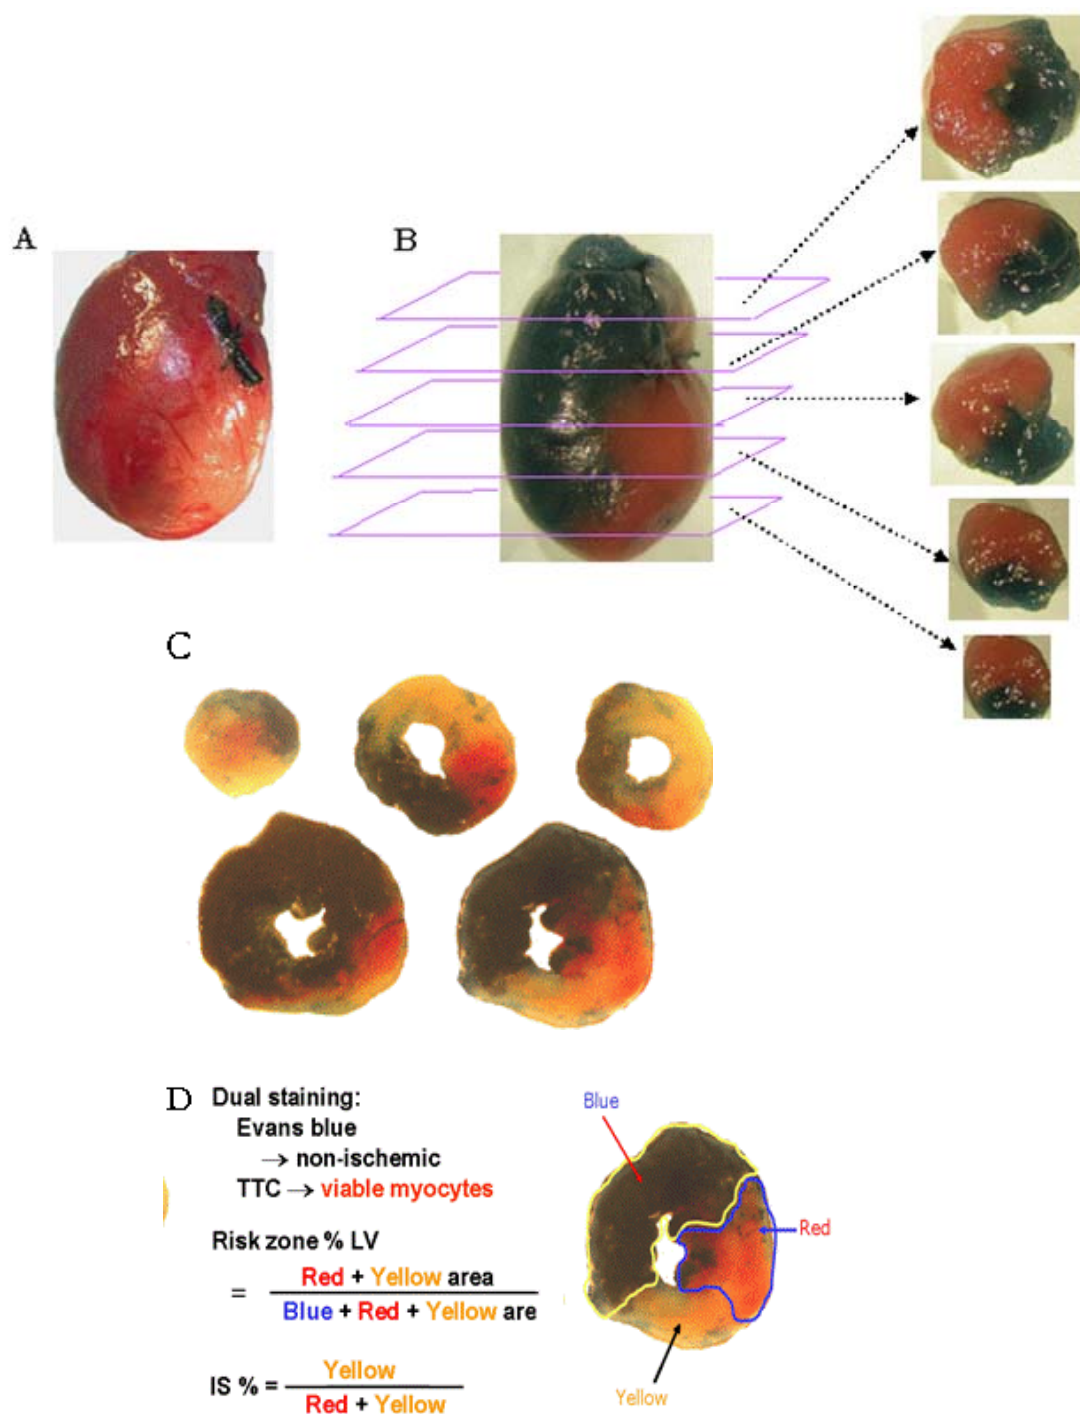 A
B
C
D
Dual staining:
Evans blue
→ non-ischemic
TTC → viable myocytes
Risk zone % LV
= Red + Yellow area
Blue + Red + Yellow are
IS % = Yellow
Red + Yellow
Blue
Red
Yellow